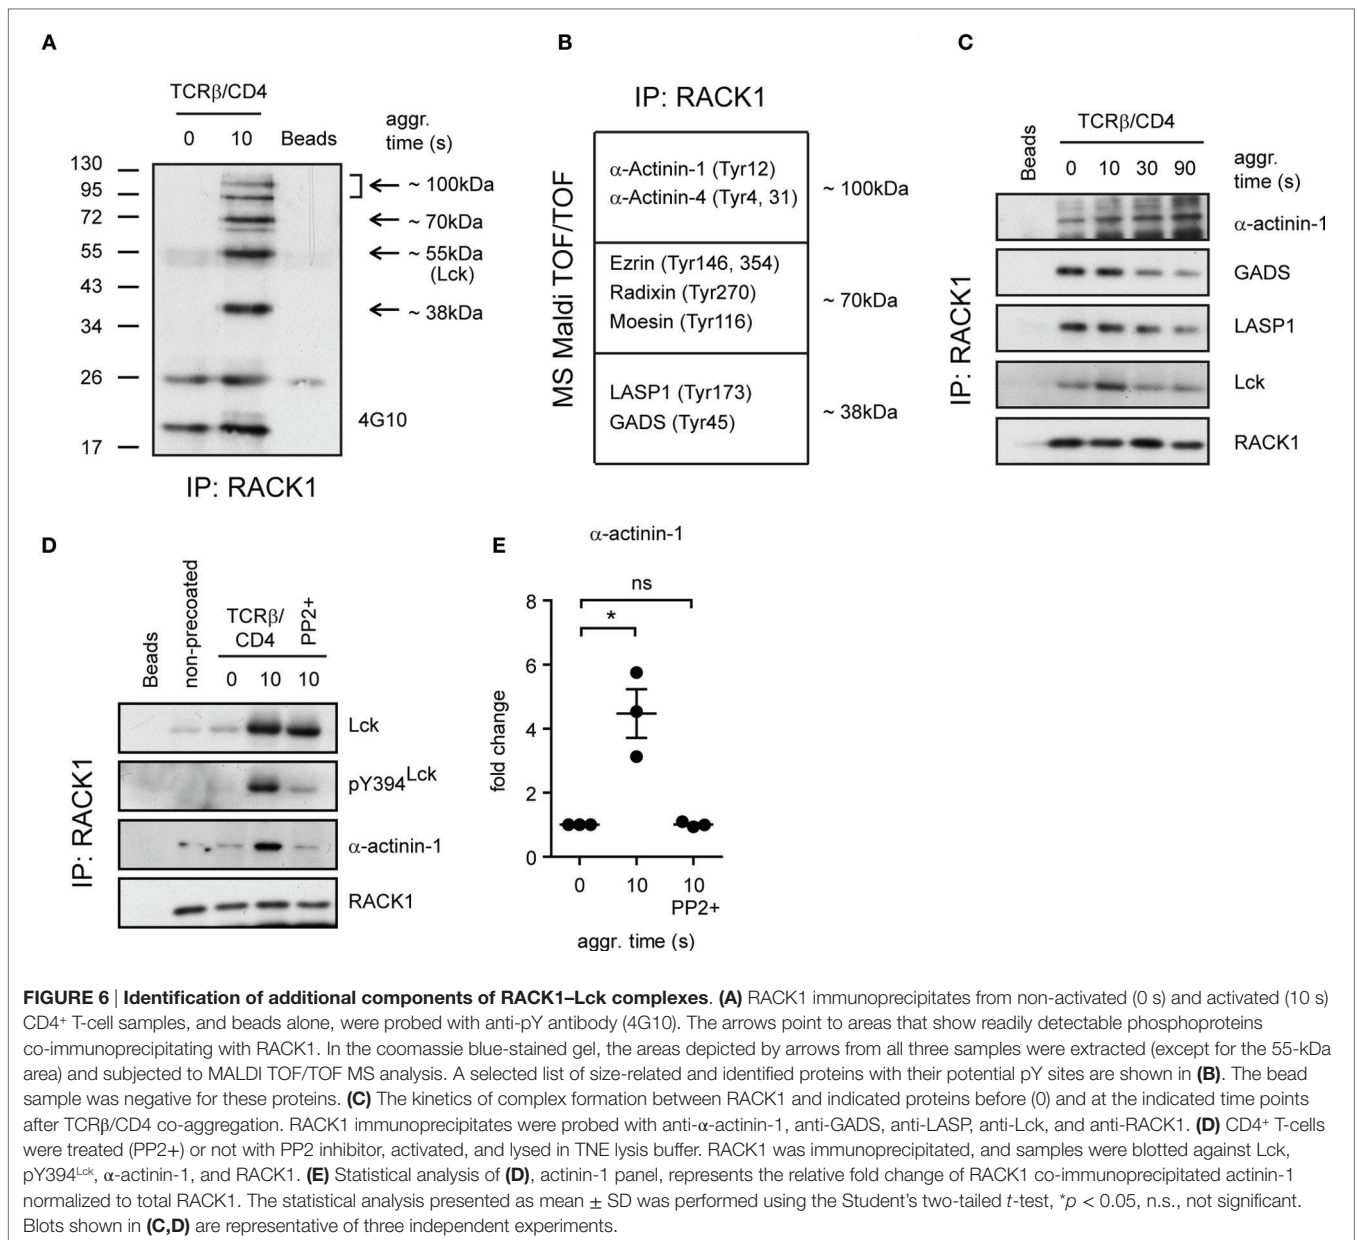 A
TCRβ/CD4
0 10 Beads
aggr.
time (s)
130
95
72
55
43
34
26
17
~ 100kDa
~ 70kDa
~ 55kDa
(Lck)
~ 38kDa
4G10
IP: RACK1
B
IP: RACK1
MS Maldi TOF/TOF
α-Actinin-1 (Tyr12)
α-Actinin-4 (Tyr4, 31)
~ 100kDa
Ezrin (Tyr146, 354)
Radixin (Tyr270)
Moesin (Tyr116)
~ 70kDa
LASP1 (Tyr173)
GADS (Tyr45)
~ 38kDa
C
Beads
TCRβ/CD4
0 10 30 90
aggr.
time (s)
IP: RACK1
α-actinin-1
GADS
LASP1
Lck
RACK1
D
Beads
non-precoated
TCRβ/
CD4
PP2+
0 10 10
IP: RACK1
Lck
pY394Lck
α-actinin-1
RACK1
E
α-actinin-1
ns
*
fold change
8
6
4
2
0
0 10 10
PP2+
aggr. time (s)
FIGURE 6 | Identification of additional components of RACK1–Lck complexes. (A) RACK1 immunoprecipitates from non-activated (0 s) and activated (10 s)
CD4+ T-cell samples, and beads alone, were probed with anti-pY antibody (4G10). The arrows point to areas that show readily detectable phosphoproteins
co-immunoprecipitating with RACK1. In the coomassie blue-stained gel, the areas depicted by arrows from all three samples were extracted (except for the 55-kDa
area) and subjected to MALDI TOF/TOF MS analysis. A selected list of size-related and identified proteins with their potential pY sites are shown in (B). The bead
sample was negative for these proteins. (C) The kinetics of complex formation between RACK1 and indicated proteins before (0) and at the indicated time points
after TCRβ/CD4 co-aggregation. RACK1 immunoprecipitates were probed with anti-α-actinin-1, anti-GADS, anti-LASP, anti-Lck, and anti-RACK1. (D) CD4+ T-cells
were treated (PP2+) or not with PP2 inhibitor, activated, and lysed in TNE lysis buffer. RACK1 was immunoprecipitated, and samples were blotted against Lck,
pY394Lck, α-actinin-1, and RACK1. (E) Statistical analysis of (D), actinin-1 panel, represents the relative fold change of RACK1 co-immunoprecipitated actinin-1
normalized to total RACK1. The statistical analysis presented as mean ± SD was performed using the Student's two-tailed t-test, *p < 0.05, n.s., not significant.
Blots shown in (C,D) are representative of three independent experiments.